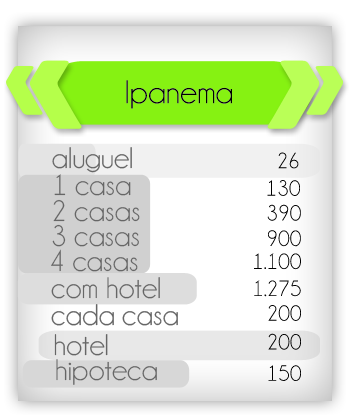 Ipanema
aluguel 26
1 casa 130
2 casas 390
3 casas 900
4 casas 1.100
com hotel 1.275
cada casa 200
hotel 200
hipoteca 150